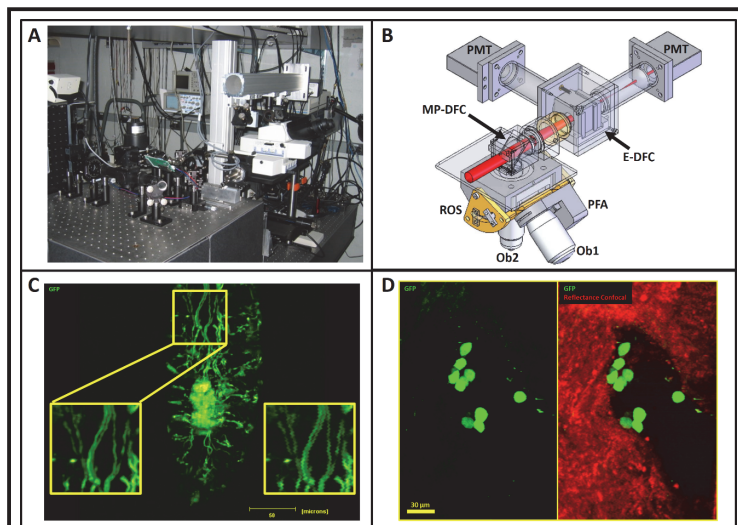 A
B
PMT
PMT
MP-DFC
E-DFC
ROS
PFA
Ob2
Ob1
C
GFP
50
[microns]
D
GFP
GFP
Reflectance Confocal
30 µm